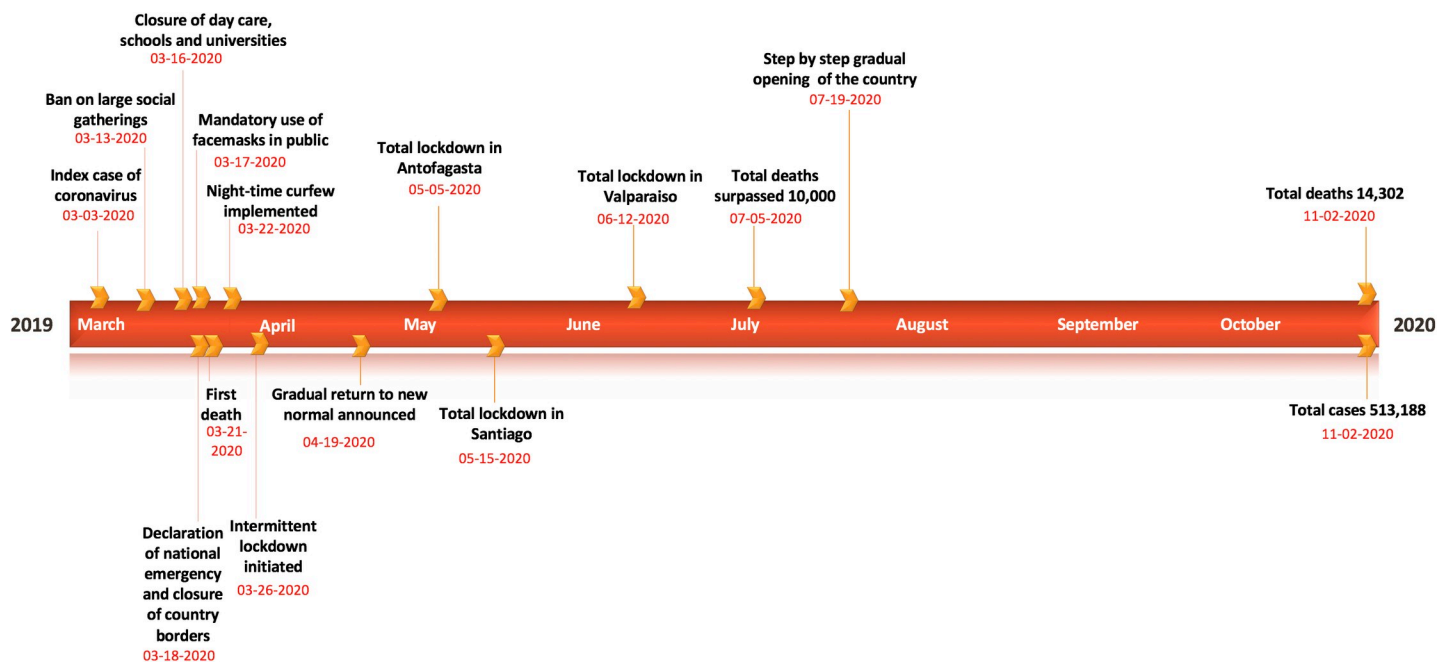 Closure of day care,
schools and universities
03-16-2020
Ban on large social
gatherings
03-13-2020
Index case of
coronavirus
03-03-2020
Mandatory use of
facemasks in public
03-17-2020
Night-time curfew
implemented
03-22-2020
Total lockdown in
Antofagasta
05-05-2020
Total lockdown in
Valparaiso
06-12-2020
Total deaths
surpassed 10,000
07-05-2020
Step by step gradual
opening of the country
07-19-2020
Total deaths 14,302
11-02-2020
2019 March April May June July August September October 2020
First
death
03-21-
2020
Gradual return to new
normal announced
04-19-2020
Total lockdown in
Santiago
05-15-2020
Total cases 513,188
11-02-2020
Declaration
of national
emergency
and closure
of country
borders
03-18-2020
Intermittent
lockdown
initiated
03-26-2020